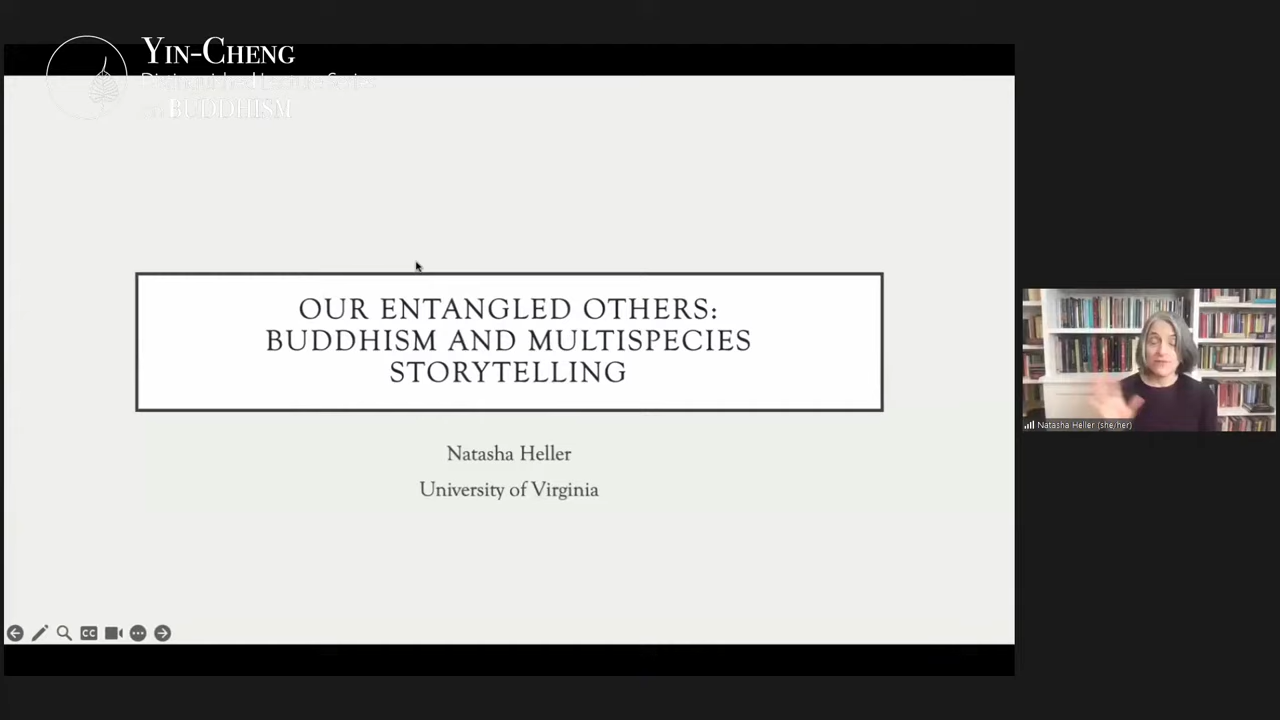 YIN-CHENG
Distinguished Lecture Series
BUDDHISM
OUR ENTANGLED OTHERS:
BUDDHISM AND MULTISPECIES
STORYTELLING
Natasha Heller
University of Virginia
CC
Natasha Heller (she/her)